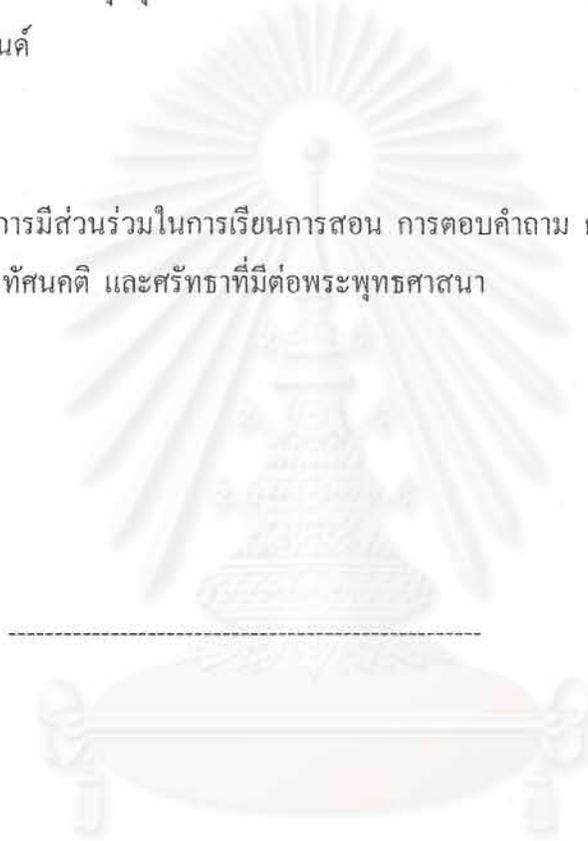 นค์
การมีส่วนร่วมในการเรียนการสอน การตอบคำถาม
ทัศนคติ และศรัทธาที่มีต่อพระพุทธศาสนา